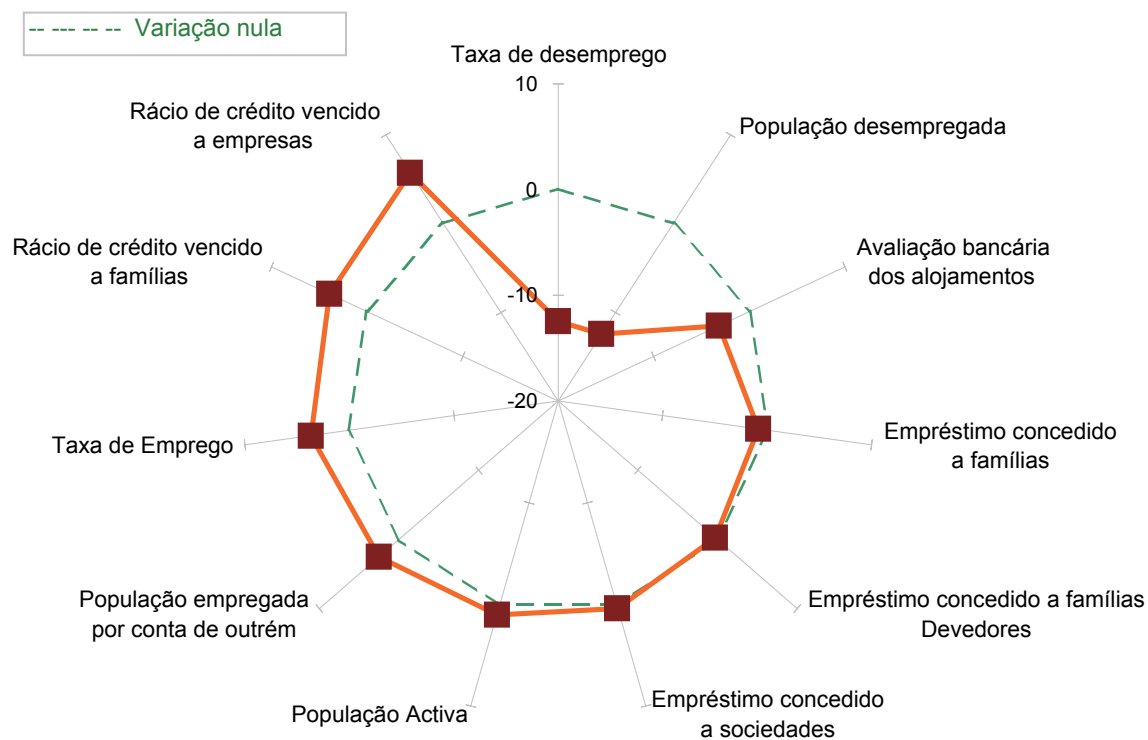 Variação nula
Taxa de desemprego
10
Rácio de crédito vencido
a empresas
População desempregada
0
Rácio de crédito vencido
a famílias
Avaliação bancária
dos alojamentos
-10
-20
Taxa de Emprego
Empréstimo concedido
a famílias
População empregada
por conta de outrém
Empréstimo concedido a famílias
Devedores
População Activa
Empréstimo concedido
a sociedades